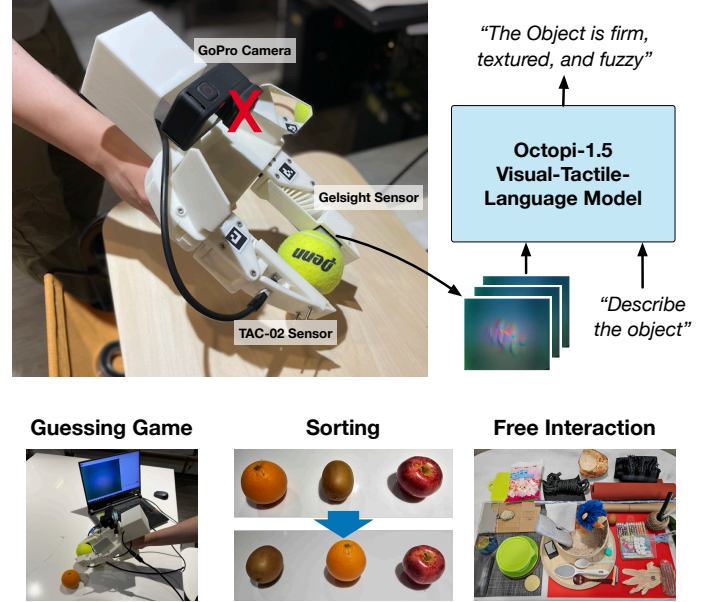 GoPro Camera
X
Gelsight Sensor
penn
TAC-02 Sensor
“The Object is firm,
textured, and fuzzy”
Octopi-1.5
Visual-Tactile-
Language Model
“Describe
the object”
Guessing Game
Sorting
Free Interaction